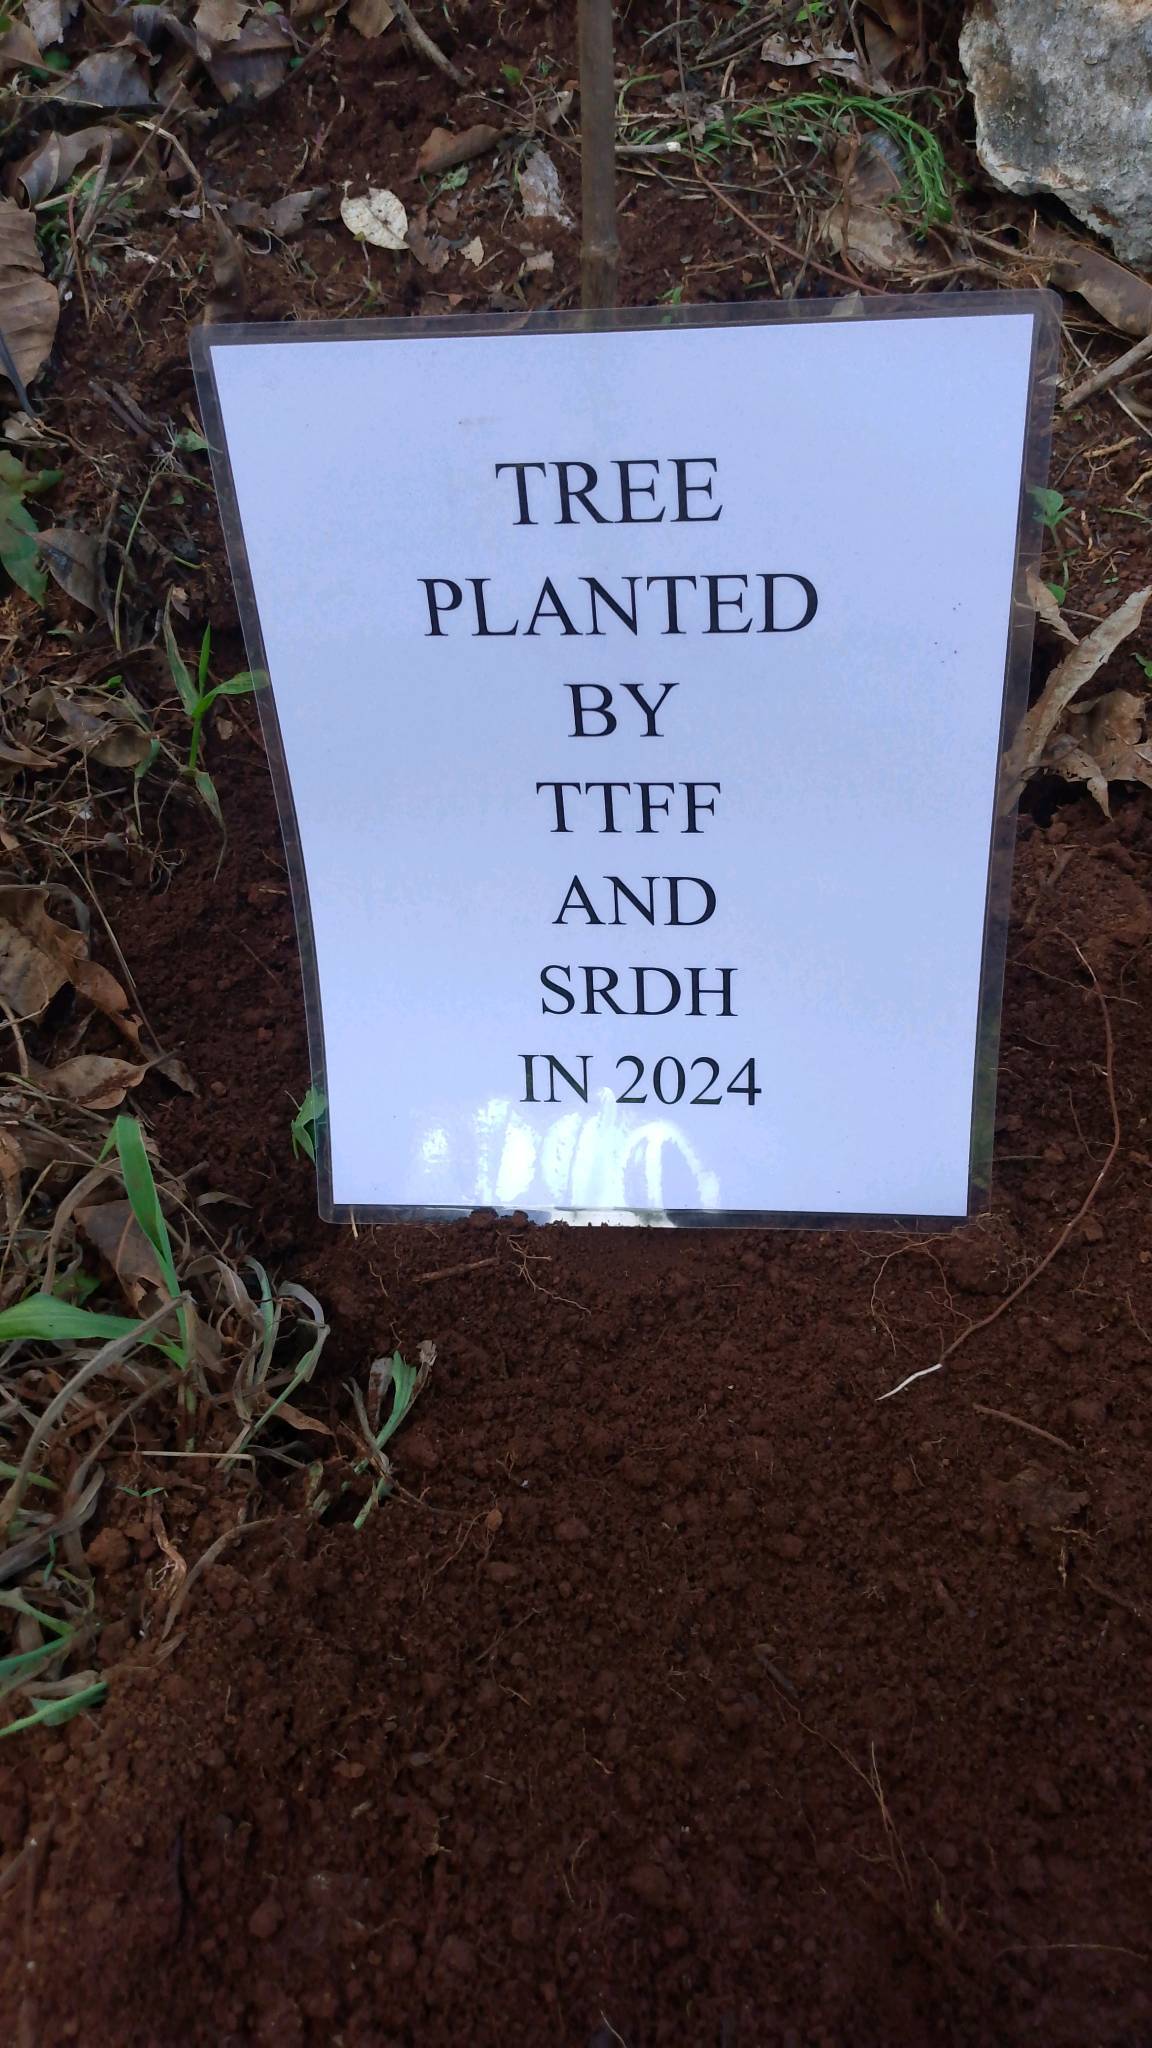 TREE
PLANTED
BY
TTFF
AND
SRDH
IN 2024